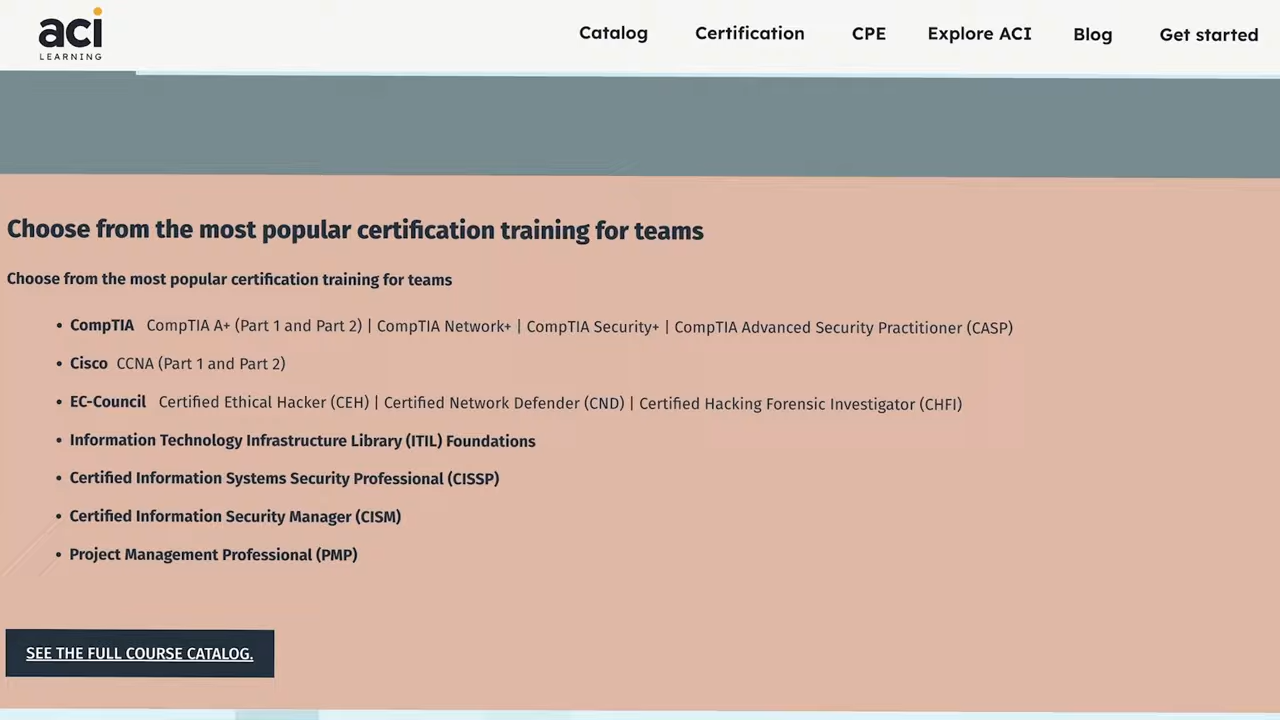 aci
LEARNING
Catalog Certification CPE Explore ACI Blog Get started
Choose from the most popular certification training for teams
Choose from the most popular certification training for teams
• CompTIA CompTIA A+ (Part 1 and Part 2) | CompTIA Network+ | CompTIA Security+ | CompTIA Advanced Security Practitioner (CASP)
• Cisco CCNA (Part 1 and Part 2)
• EC-Council Certified Ethical Hacker (CEH) | Certified Network Defender (CND) | Certified Hacking Forensic Investigator (CHFI)
• Information Technology Infrastructure Library (ITIL) Foundations
• Certified Information Systems Security Professional (CISSP)
• Certified Information Security Manager (CISM)
• Project Management Professional (PMP)
SEE THE FULL COURSE CATALOG.